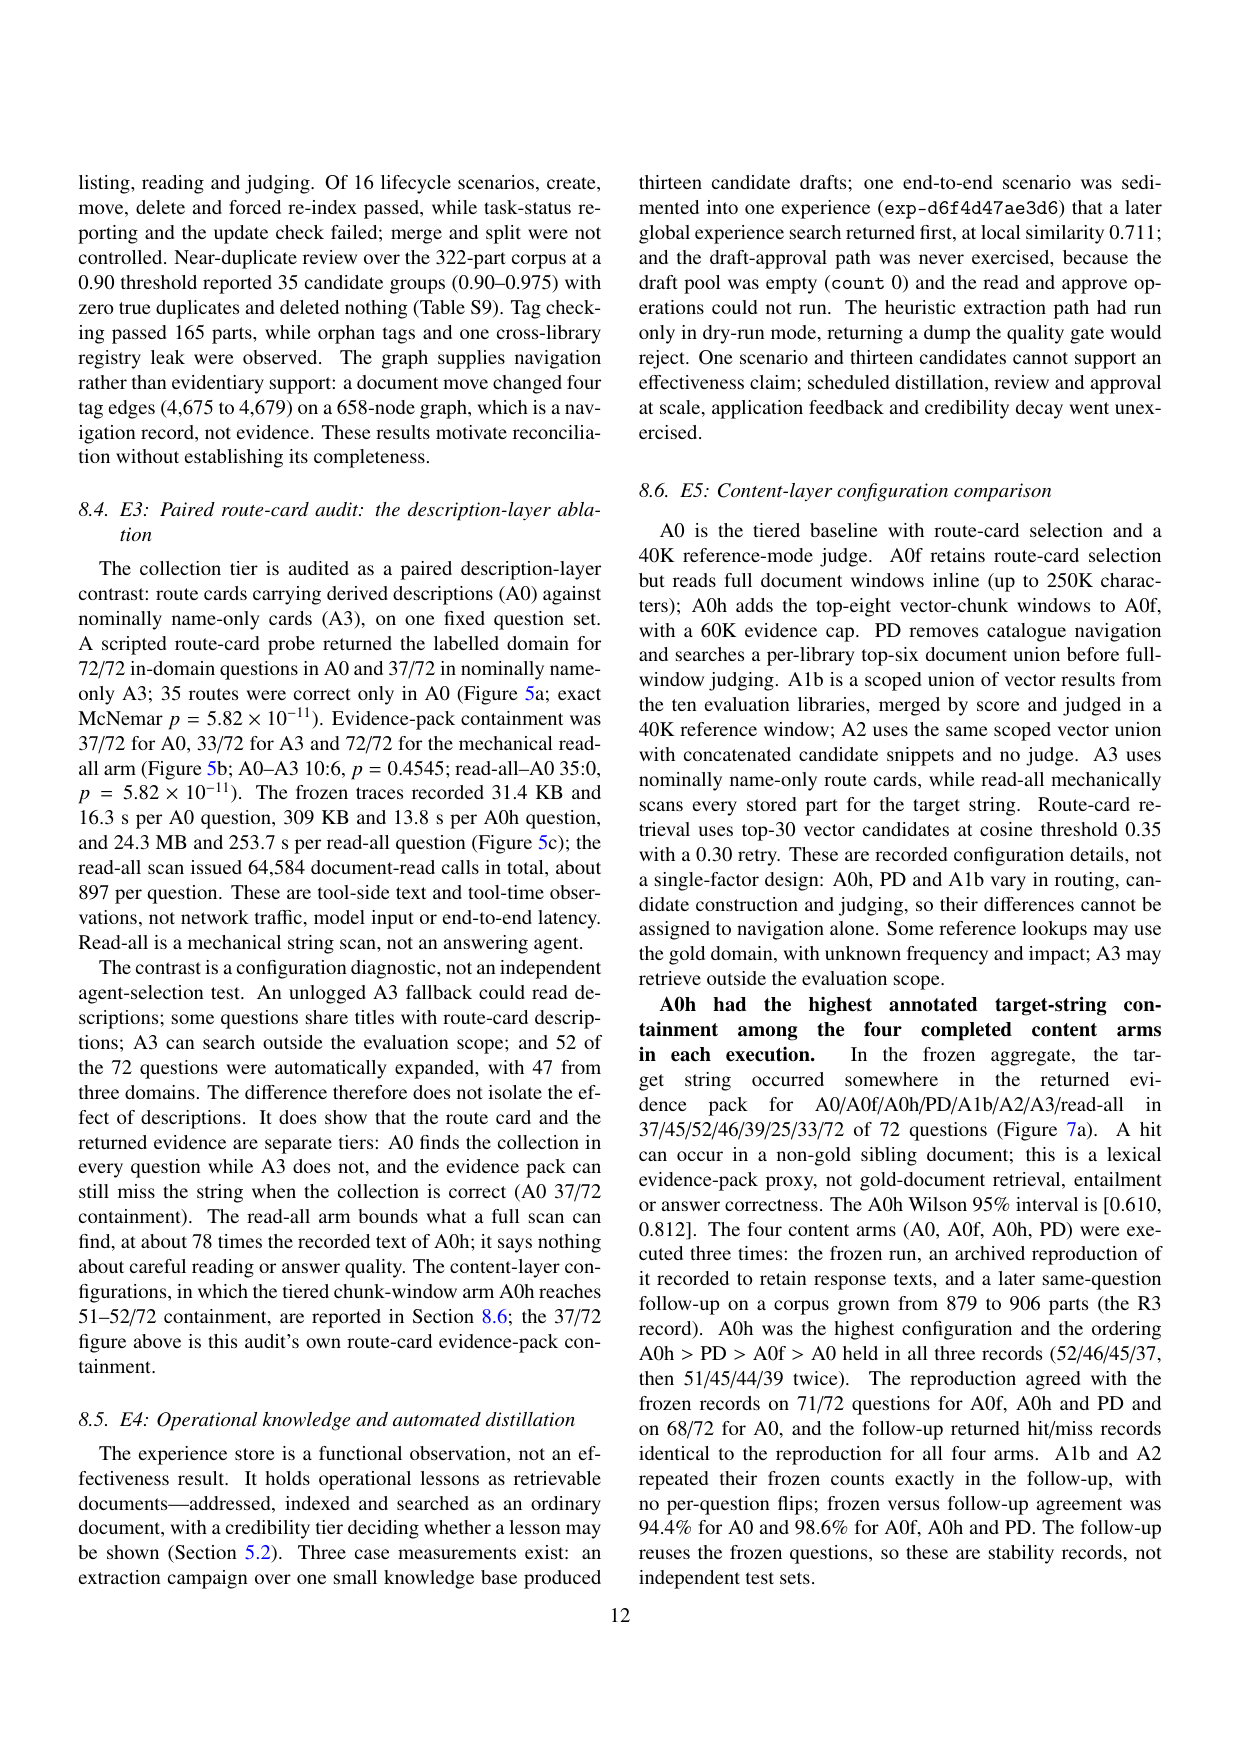 listing, reading and judging. Of 16 lifecycle scenarios, create,
move, delete and forced re-index passed, while task-status re-
porting and the update check failed; merge and split were not
controlled. Near-duplicate review over the 322-part corpus at a
0.90 threshold reported 35 candidate groups (0.90–0.975) with
zero true duplicates and deleted nothing (Table S9). Tag check-
ing passed 165 parts, while orphan tags and one cross-library
registry leak were observed. The graph supplies navigation
rather than evidentiary support: a document move changed four
tag edges (4,675 to 4,679) on a 658-node graph, which is a nav-
igation record, not evidence. These results motivate reconcilia-
tion without establishing its completeness.
8.4. E3: Paired route-card audit: the description-layer abla-
tion
The collection tier is audited as a paired description-layer
contrast: route cards carrying derived descriptions (A0) against
nominally name-only cards (A3), on one fixed question set.
A scripted route-card probe returned the labelled domain for
72/72 in-domain questions in A0 and 37/72 in nominally name-
only A3; 35 routes were correct only in A0 (Figure 5a; exact
McNemar p = 5.82 × 10⁻¹¹). Evidence-pack containment was
37/72 for A0, 33/72 for A3 and 72/72 for the mechanical read-
all arm (Figure 5b; A0–A3 10:6, p = 0.4545; read-all–A0 35:0,
p = 5.82 × 10⁻¹¹). The frozen traces recorded 31.4 KB and
16.3 s per A0 question, 309 KB and 13.8 s per A0h question,
and 24.3 MB and 253.7 s per read-all question (Figure 5c); the
read-all scan issued 64,584 document-read calls in total, about
897 per question. These are tool-side text and tool-time obser-
vations, not network traffic, model input or end-to-end latency.
Read-all is a mechanical string scan, not an answering agent.
The contrast is a configuration diagnostic, not an independent
agent-selection test. An unlogged A3 fallback could read de-
scriptions; some questions share titles with route-card descrip-
tions; A3 can search outside the evaluation scope; and 52 of
the 72 questions were automatically expanded, with 47 from
three domains. The difference therefore does not isolate the ef-
fect of descriptions. It does show that the route card and the
returned evidence are separate tiers: A0 finds the collection in
every question while A3 does not, and the evidence pack can
still miss the string when the collection is correct (A0 37/72
containment). The read-all arm bounds what a full scan can
find, at about 78 times the recorded text of A0h; it says nothing
about careful reading or answer quality. The content-layer con-
figurations, in which the tiered chunk-window arm A0h reaches
51–52/72 containment, are reported in Section 8.6; the 37/72
figure above is this audit's own route-card evidence-pack con-
tainment.
8.5. E4: Operational knowledge and automated distillation
The experience store is a functional observation, not an ef-
fectiveness result. It holds operational lessons as retrievable
documents—addressed, indexed and searched as an ordinary
document, with a credibility tier deciding whether a lesson may
be shown (Section 5.2). Three case measurements exist: an
extraction campaign over one small knowledge base produced
thirteen candidate drafts; one end-to-end scenario was sedi-
mented into one experience (exp-d6f4d47ae3d6) that a later
global experience search returned first, at local similarity 0.711;
and the draft-approval path was never exercised, because the
draft pool was empty (count 0) and the read and approve op-
erations could not run. The heuristic extraction path had run
only in dry-run mode, returning a dump the quality gate would
reject. One scenario and thirteen candidates cannot support an
effectiveness claim; scheduled distillation, review and approval
at scale, application feedback and credibility decay went unex-
ercised.
8.6. E5: Content-layer configuration comparison
A0 is the tiered baseline with route-card selection and a
40K reference-mode judge. A0f retains route-card selection
but reads full document windows inline (up to 250K charac-
ters); A0h adds the top-eight vector-chunk windows to A0f,
with a 60K evidence cap. PD removes catalogue navigation
and searches a per-library top-six document union before full-
window judging. A1b is a scoped union of vector results from
the ten evaluation libraries, merged by score and judged in a
40K reference window; A2 uses the same scoped vector union
with concatenated candidate snippets and no judge. A3 uses
nominally name-only route cards, while read-all mechanically
scans every stored part for the target string. Route-card re-
trieval uses top-30 vector candidates at cosine threshold 0.35
with a 0.30 retry. These are recorded configuration details, not
a single-factor design: A0h, PD and A1b vary in routing, can-
didate construction and judging, so their differences cannot be
assigned to navigation alone. Some reference lookups may use
the gold domain, with unknown frequency and impact; A3 may
retrieve outside the evaluation scope.
A0h had the highest annotated target-string con-
tainment among the four completed content arms
in each execution. In the frozen aggregate, the tar-
get string occurred somewhere in the returned evi-
dence pack for A0/A0f/A0h/PD/A1b/A2/A3/read-all in
37/45/52/46/39/25/33/72 of 72 questions (Figure 7a). A hit
can occur in a non-gold sibling document; this is a lexical
evidence-pack proxy, not gold-document retrieval, entailment
or answer correctness. The A0h Wilson 95% interval is [0.610,
0.812]. The four content arms (A0, A0f, A0h, PD) were exe-
cuted three times: the frozen run, an archived reproduction of
it recorded to retain response texts, and a later same-question
follow-up on a corpus grown from 879 to 906 parts (the R3
record). A0h was the highest configuration and the ordering
A0h > PD > A0f > A0 held in all three records (52/46/45/37,
then 51/45/44/39 twice). The reproduction agreed with the
frozen records on 71/72 questions for A0f, A0h and PD and
on 68/72 for A0, and the follow-up returned hit/miss records
identical to the reproduction for all four arms. A1b and A2
repeated their frozen counts exactly in the follow-up, with
no per-question flips; frozen versus follow-up agreement was
94.4% for A0 and 98.6% for A0f, A0h and PD. The follow-up
reuses the frozen questions, so these are stability records, not
independent test sets.
12